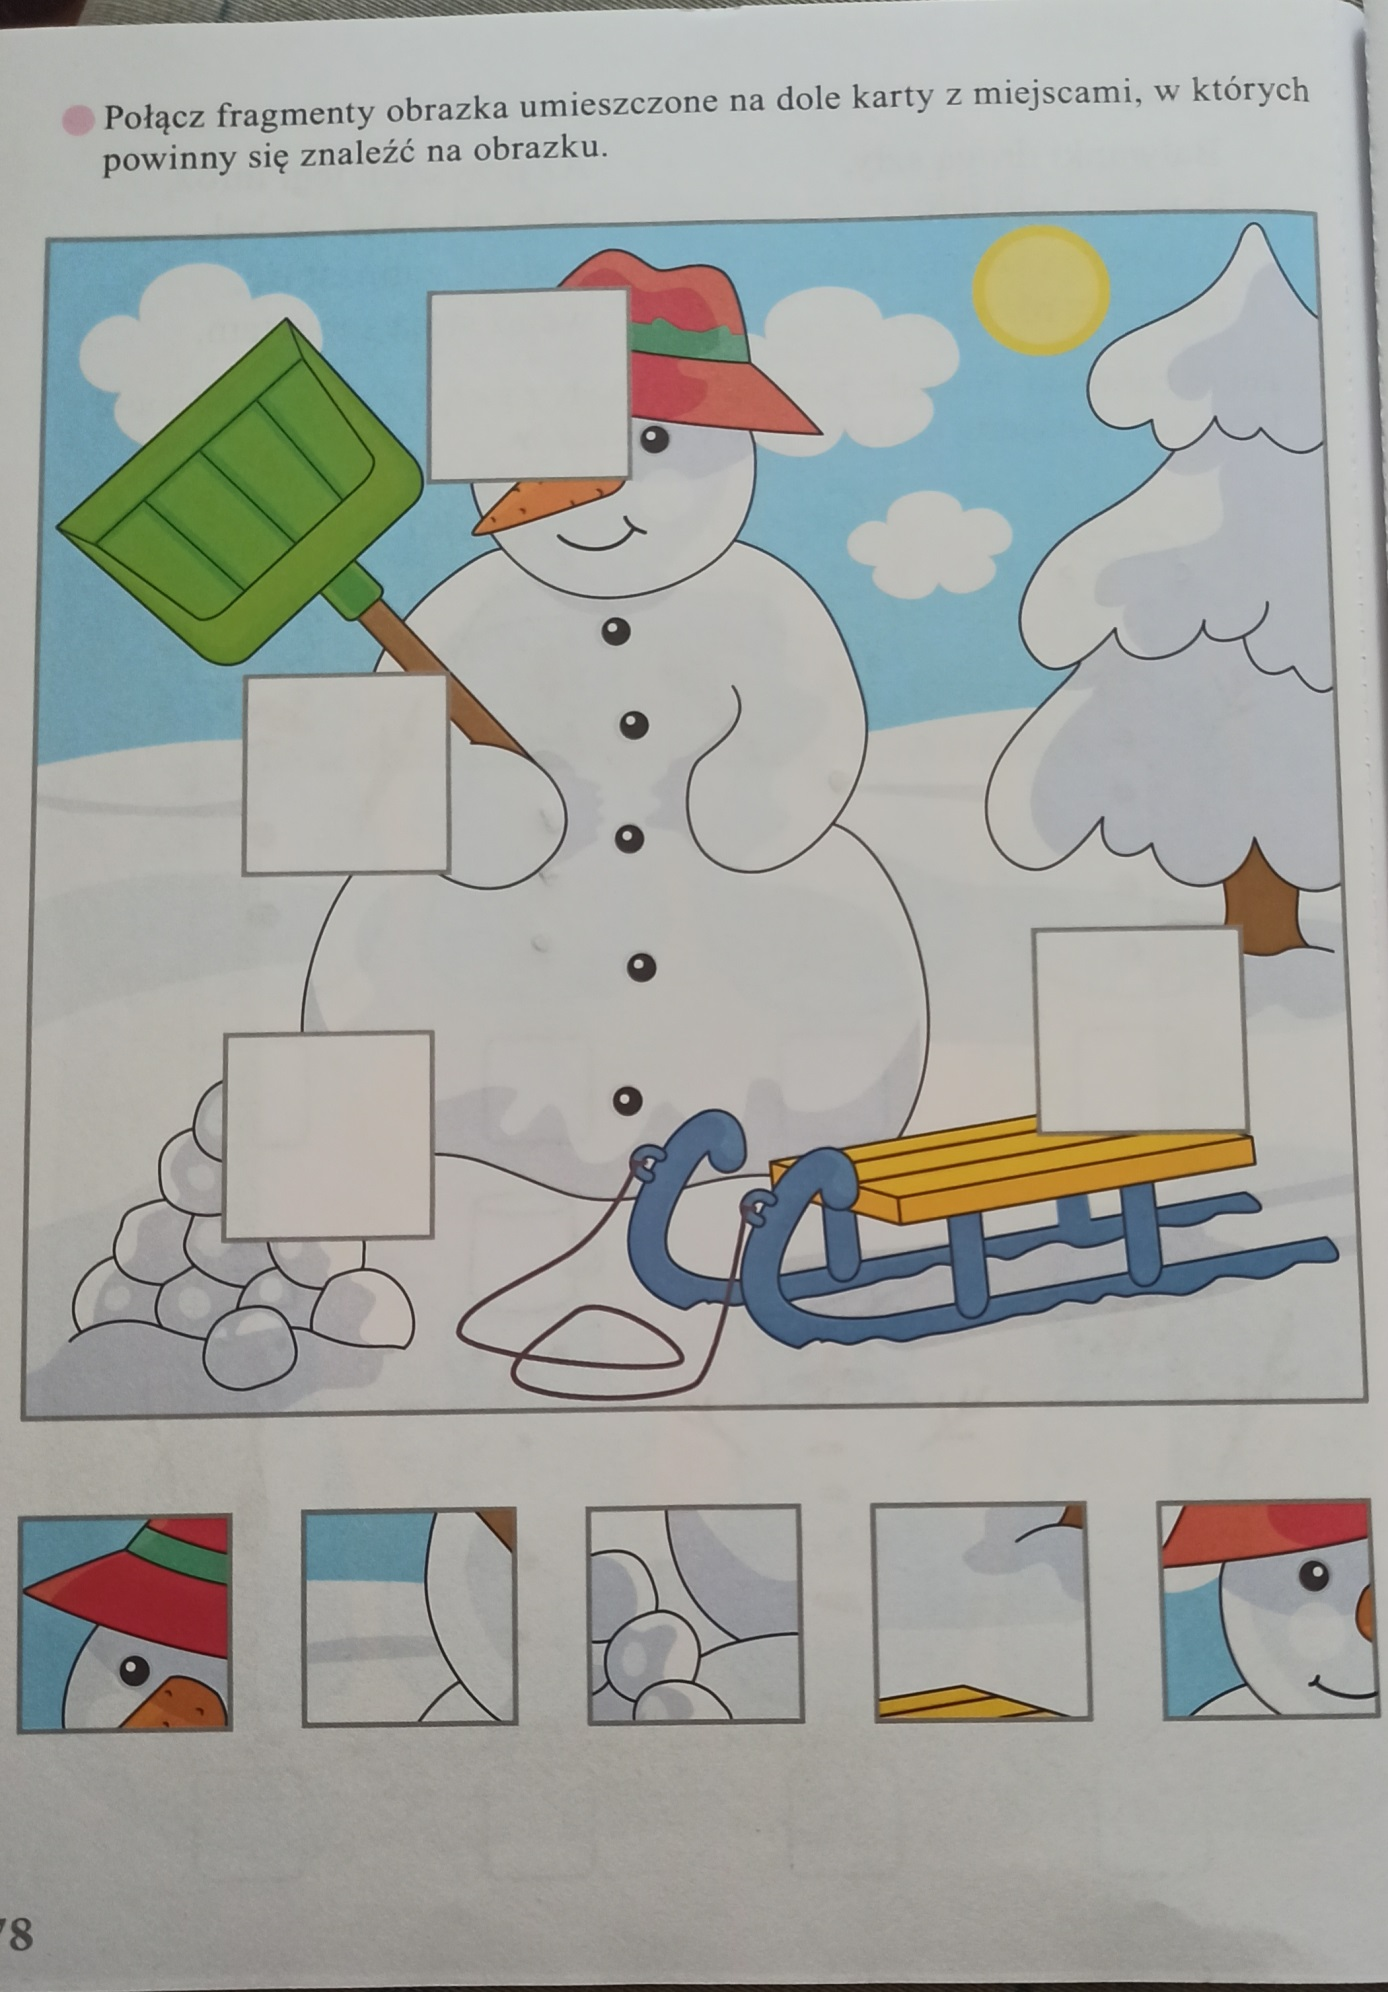 Połącz fragmenty obrazka umieszczone na dole karty z miejscami, w których
powinny się znaleźć na obrazku.
78